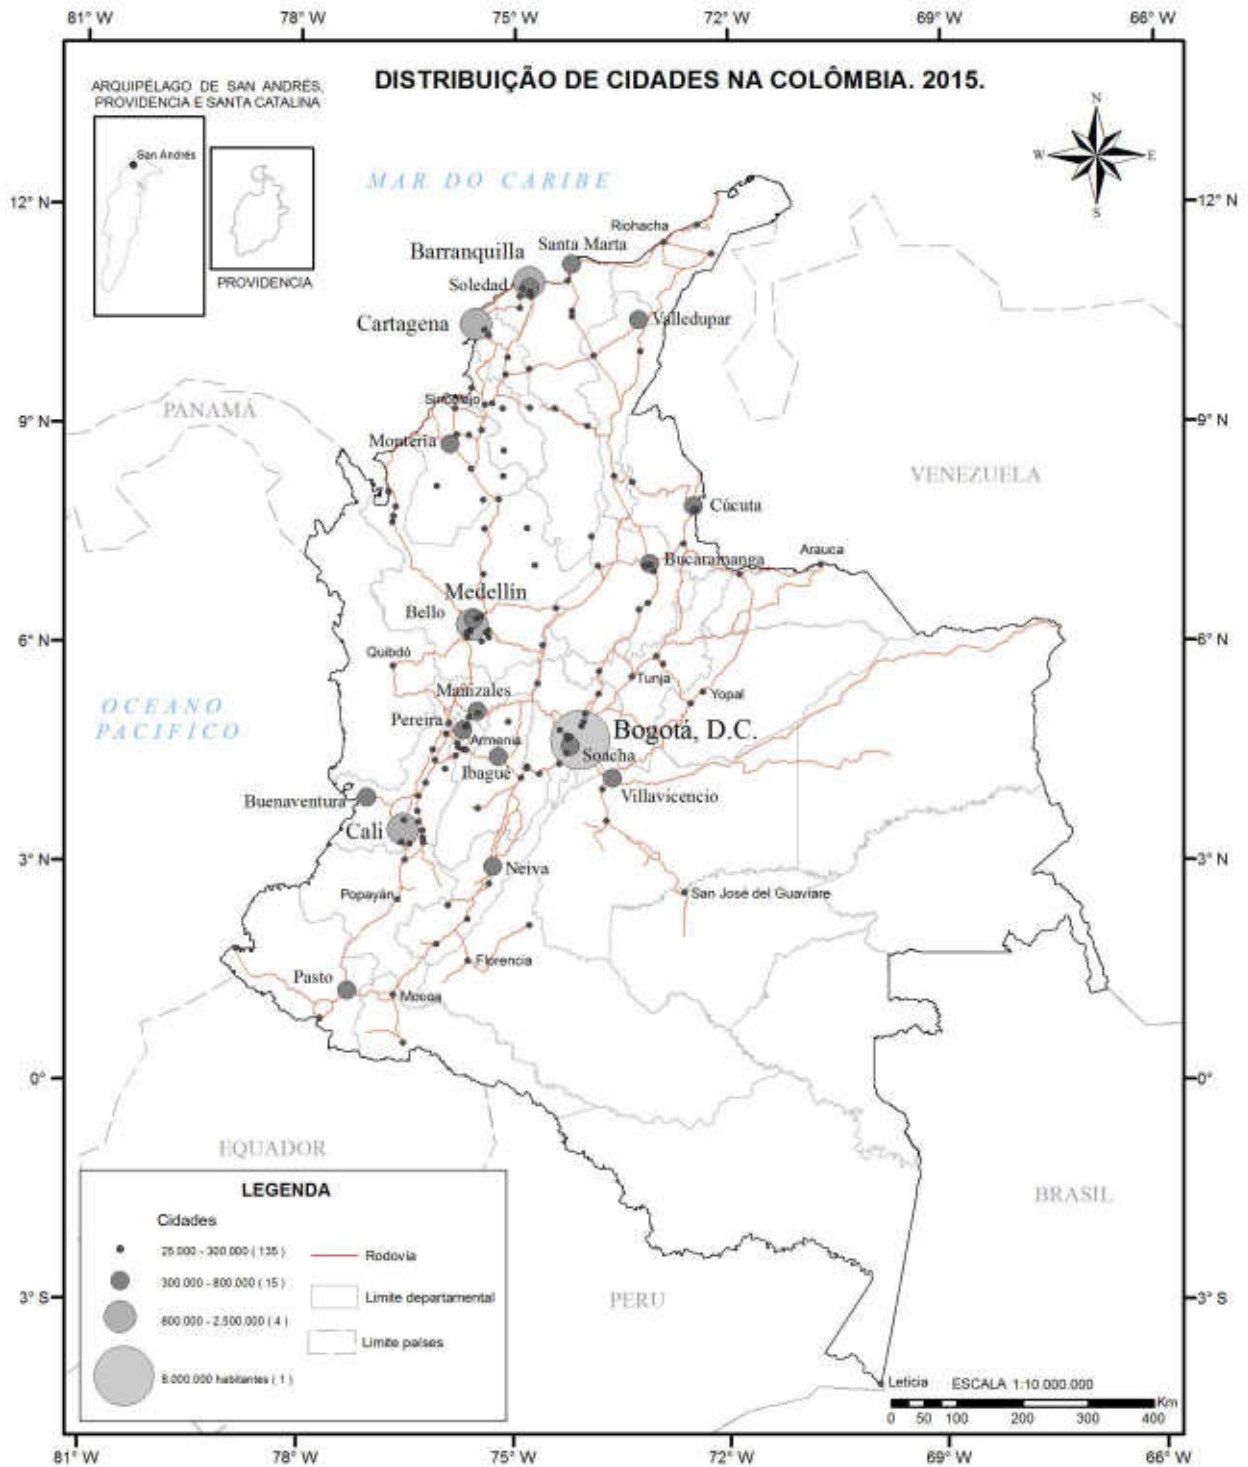 81° W 78° W 75° W 72° W 69° W 66° W
DISTRIBUIÇÃO DE CIDADES NA COLÔMBIA. 2015.
ARQUIPÉLAGO DE SAN ANDRÉS,
PROVIDENCIA E SANTA CATALINA
San Andrés
PROVIDENCIA
N
W E
S
MAR DO CARIBE
12° N 12° N
Riohacha
Santa Marta
Barranquilla
Soledad
Cartagena
Valledupar
Sincelejo
PANAMÁ
9° N 9° N
Montería
VENEZUELA
Cúcuta
Arauca
Bucaramanga
Medellín
Bello
6° N 6° N
Quibdó
Tunja
Manizales
Yopal
OCEANO
PACIFICO
Pereira
Bogotá, D.C.
Armenia
Soacha
Ibagué
Villavicencio
Buenaventura
Cali
3° N 3° N
Neiva
Popayán
San José del Guaviare
Florencia
Pasto
Mocoa
0° 0°
EQUADOR
BRASIL
PERU
3° S 3° S
LEGENDA
Cidades
25.000 - 300.000 ( 135 )
300.000 - 800.000 ( 15 )
800.000 - 2.500.000 ( 4 )
8.000.000 habitantes ( 1 )
Rodovia
Limite departamental
Limite países
Leticia
ESCALA 1:10.000.000
Km
0 50 100 200 300 400
81° W 78° W 75° W 72° W 69° W 66° W